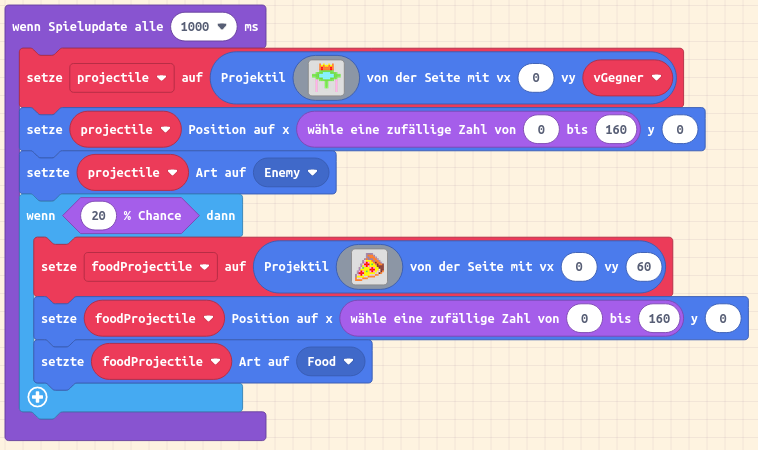 wenn Spielupdate alle 1000 ms
setze projectile auf Projektil von der Seite mit vx 0 vy vGegner
setze projectile Position auf x wähle eine zufällige Zahl von 0 bis 160 y 0
setzte projectile Art auf Enemy
wenn 20 % Chance dann
setze foodProjectile auf Projektil von der Seite mit vx 0 vy 60
setze foodProjectile Position auf x wähle eine zufällige Zahl von 0 bis 160 y 0
setzte foodProjectile Art auf Food